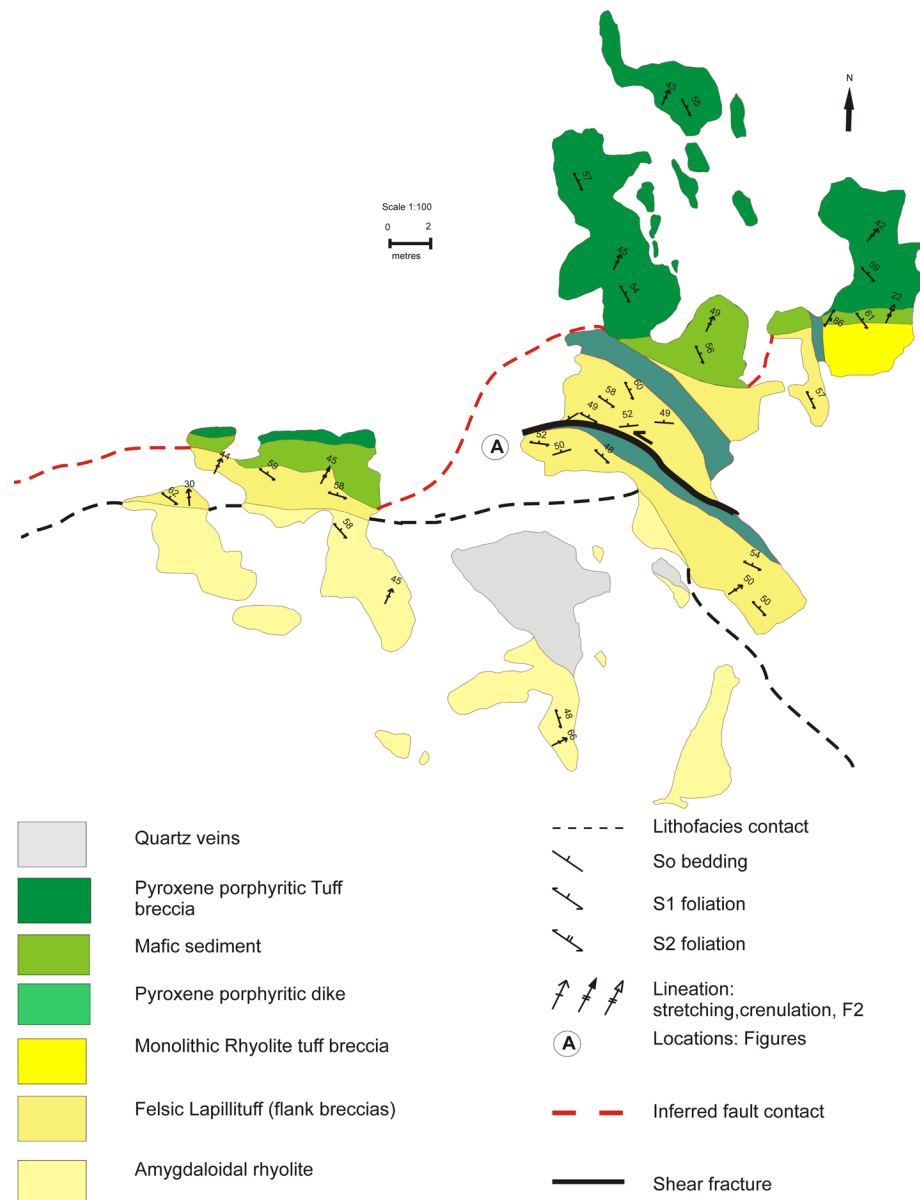 N
43
55
57
Scale 1:100
0 2
metres
42
45
59
54
22
49
86
61
56
60
58
57
49
52
49
A
52
50
48
44
45
59
30
62
58
58
54
50
50
45
48
66
Quartz veins
Pyroxene porphyritic Tuff
breccia
Mafic sediment
Pyroxene porphyritic dike
Monolithic Rhyolite tuff breccia
Felsic Lapillituff (flank breccias)
Amygdaloidal rhyolite
Lithofacies contact
So bedding
S1 foliation
S2 foliation
Lineation:
stretching,crenulation, F2
A
Locations: Figures
Inferred fault contact
Shear fracture